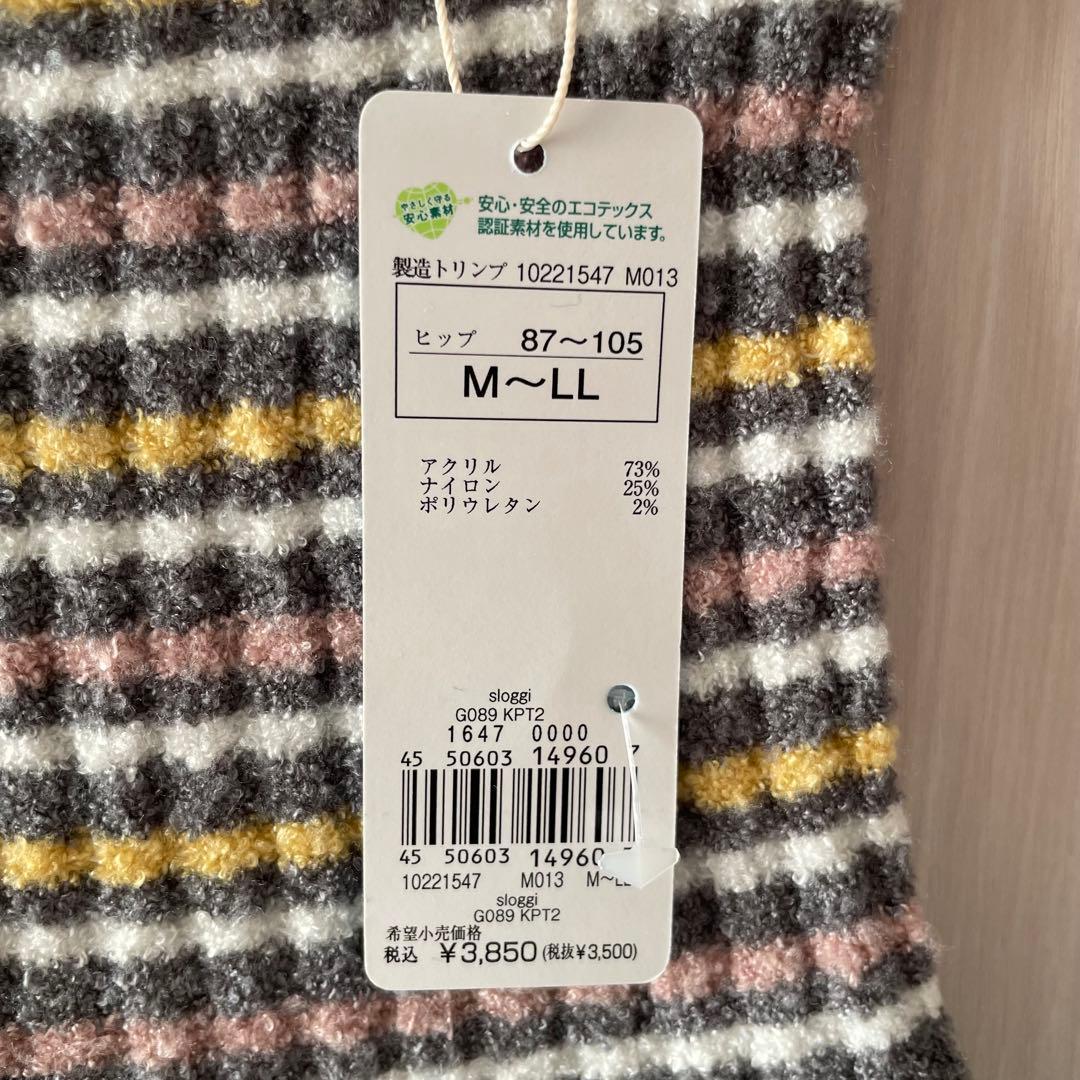 やさしく守る
安心素材
安心・安全のエコテックス
認証素材を使用しています。
製造トリンプ 10221547 M013
ヒップ 87～105
M～LL
アクリル 73%
ナイロン 25%
ポリウレタン 2%
sloggi
G089 KPT2
1647 0000
45 50603 14960 7
45 50603 14960
10221547 M013 M～LL
sloggi
G089 KPT2
希望小売価格
税込 ¥3,850(税抜¥3,500)